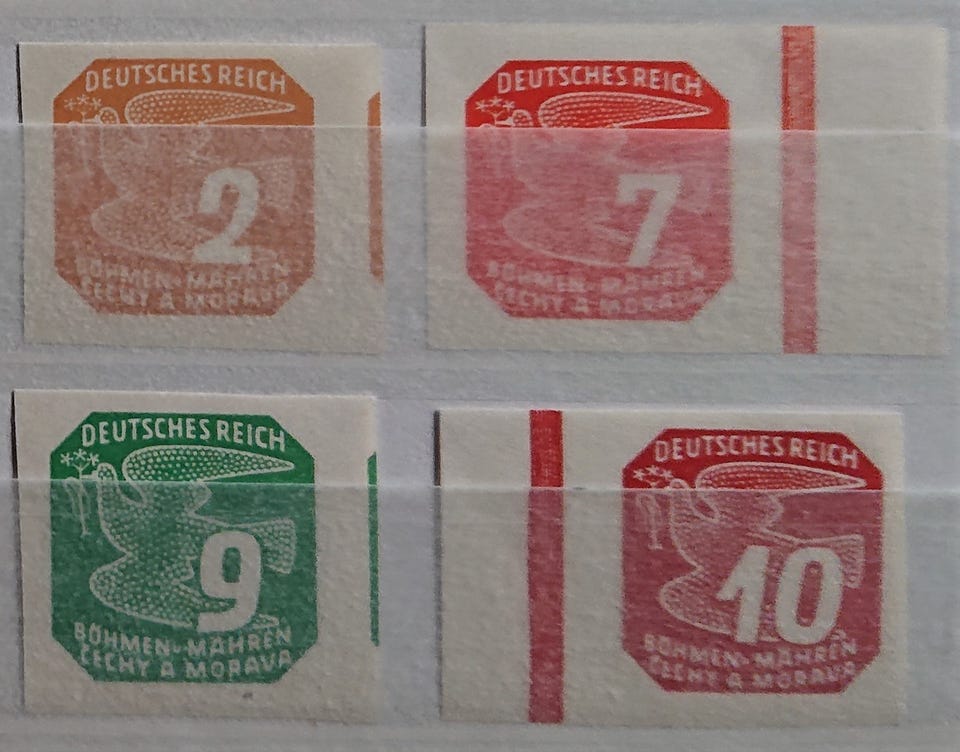 DEUTSCHES REICH
2
BÖHMEN-MÄHREN
ČECHY A MORAVA
DEUTSCHES REICH
7
BÖHMEN-MÄHREN
ČECHY A MORAVA
DEUTSCHES REICH
9
BÖHMEN-MÄHREN
ČECHY A MORAVA
DEUTSCHES REICH
10
BÖHMEN-MÄHREN
ČECHY A MORAVA